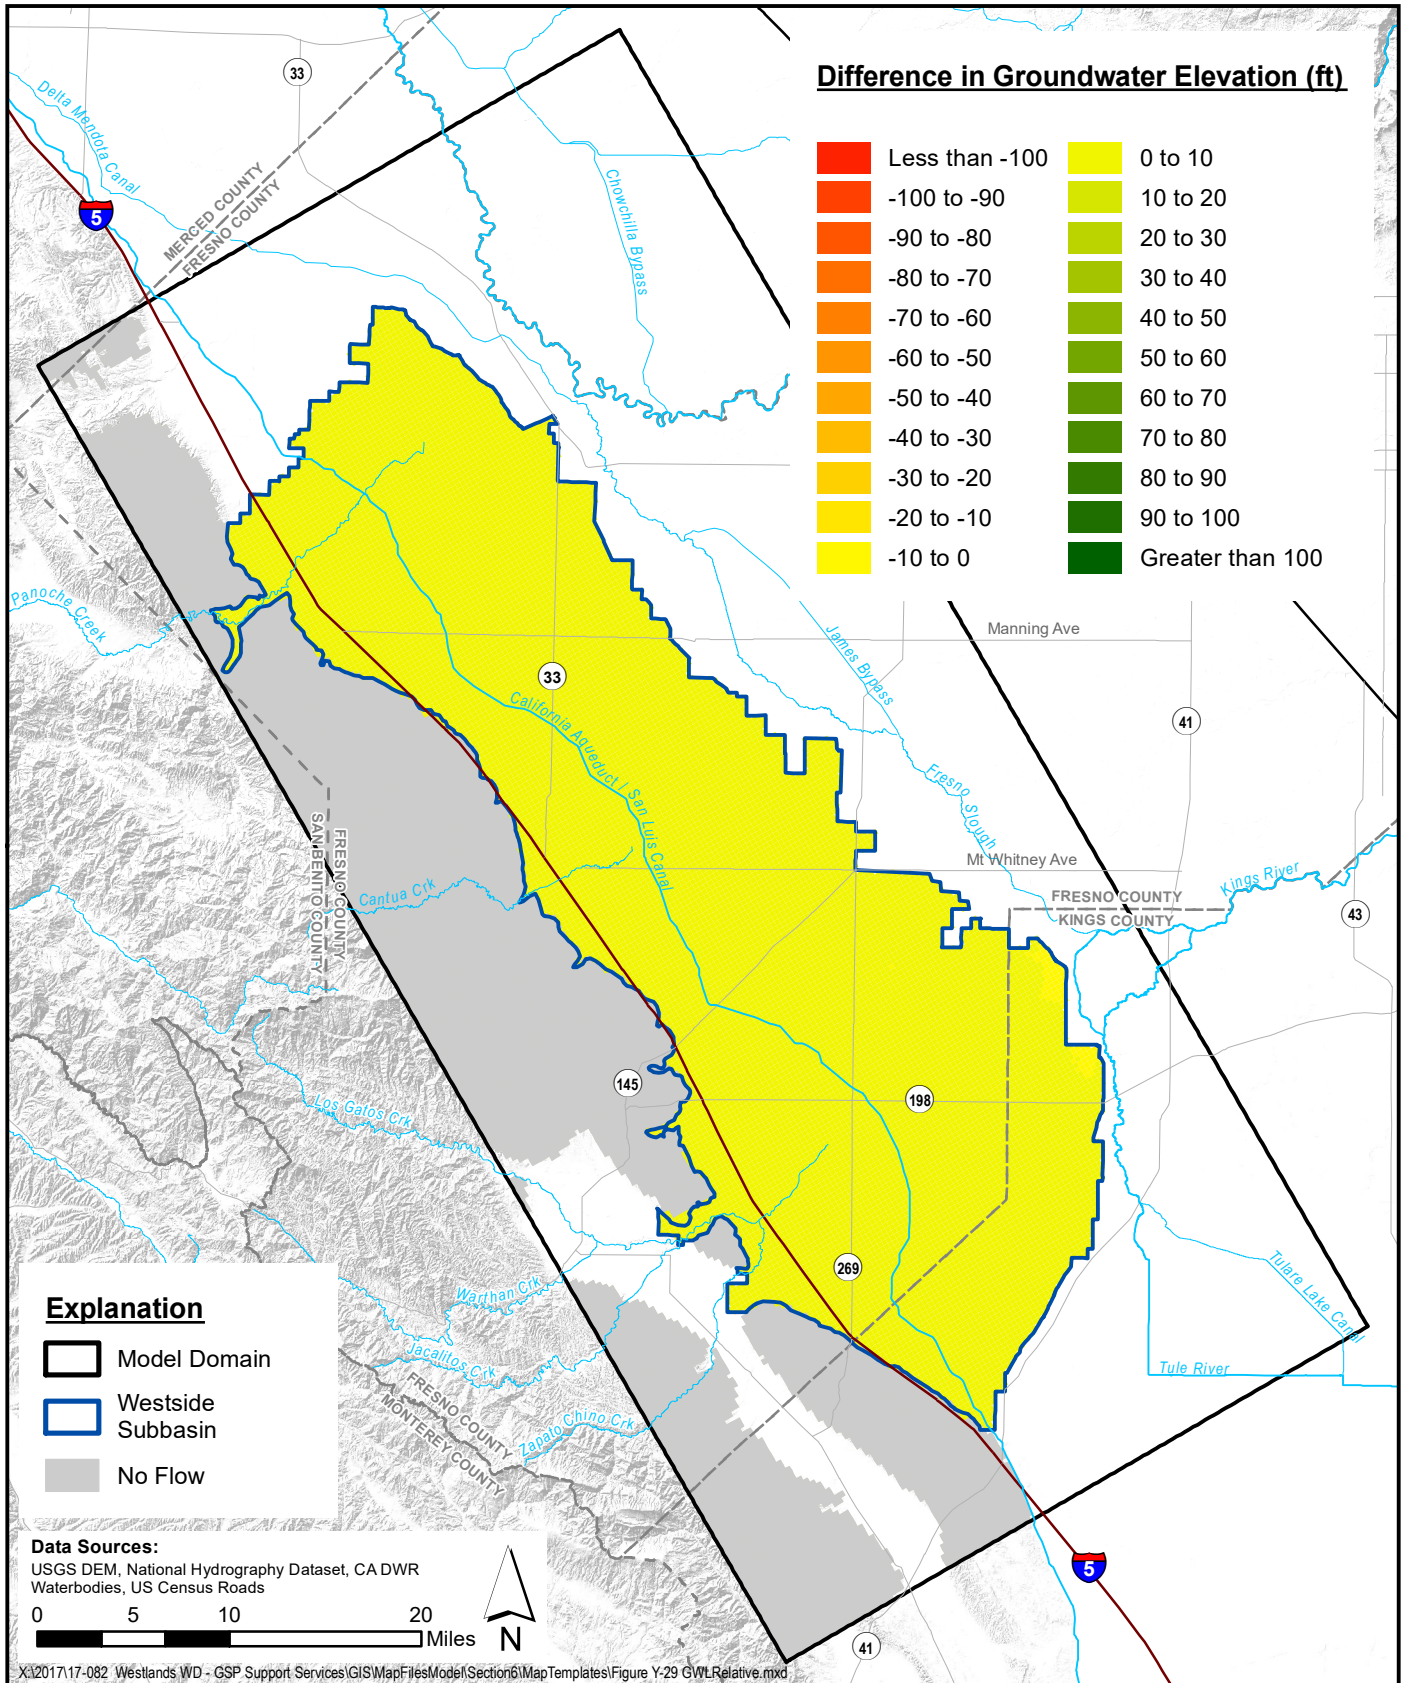 33
Delta Mendota Canal
5
MERCED COUNTY
FRESNO COUNTY
Chowchilla Bypass
Difference in Groundwater Elevation (ft)
Less than -100
-100 to -90
-90 to -80
-80 to -70
-70 to -60
-60 to -50
-50 to -40
-40 to -30
-30 to -20
-20 to -10
-10 to 0
0 to 10
10 to 20
20 to 30
30 to 40
40 to 50
50 to 60
60 to 70
70 to 80
80 to 90
90 to 100
Greater than 100
Panoche Creek
James Bypass
Manning Ave
33
California Aqueduct / San Luis Canal
41
Fresno Slough
SAN BENITO COUNTY
FRESNO COUNTY
Cantua Crk
Mt Whitney Ave
Kings River
FRESNO COUNTY
KINGS COUNTY
43
145
Los Gatos Crk
198
269
Warthan Crk
Jacalitos Crk
Zapato Chino Crk
FRESNO COUNTY
MONTEREY COUNTY
Tulare Lake Canal
Tule River
Explanation
Model Domain
Westside
Subbasin
No Flow
Data Sources:
USGS DEM, National Hydrography Dataset, CA DWR
Waterbodies, US Census Roads
0 5 10 20
Miles
N
5
41
X:\2017\17-082 Westlands WD - GSP Support Services\GIS\MapFilesModel\Section6\MapTemplates\Figure Y-29 GWLRelative.mxd